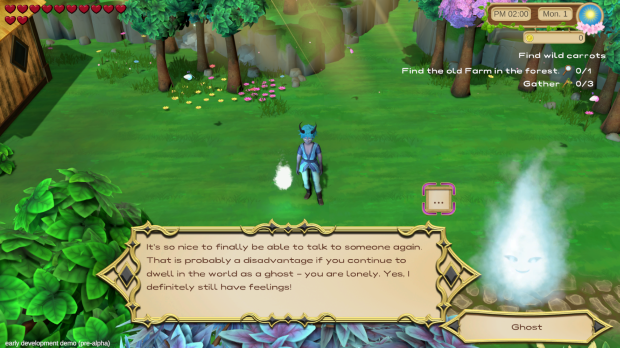 PM 02:00 Mon. 1
0
Find wild carrots
Find the old Farm in the forest. 0/1
Gather 0/3
...
It's so nice to finally be able to talk to someone again.
That is probably a disadvantage if you continue to
dwell in the world as a ghost - you are lonely. Yes, I
definitely still have feelings!
Ghost
early development demo (pre-alpha)